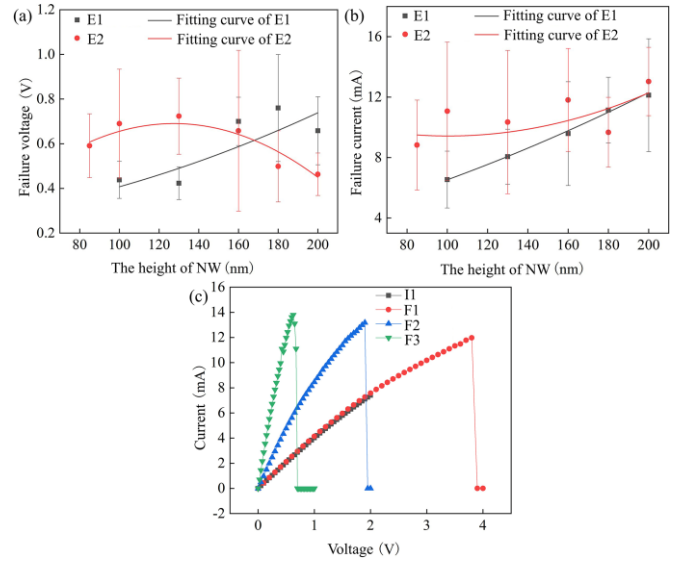 (a)
E1
E2
Fitting curve of E1
Fitting curve of E2
1.2
1.0
0.8
0.6
0.4
0.2
80 100 120 140 160 180 200
Failure voltage (V)
The height of NW (nm)
(b)
E1
E2
Fitting curve of E1
Fitting curve of E2
16
12
8
4
80 100 120 140 160 180 200
Failure current (mA)
The height of NW (nm)
(c)
I1
F1
F2
F3
16
14
12
10
8
6
4
2
0
0 1 2 3 4
Current (mA)
Voltage (V)